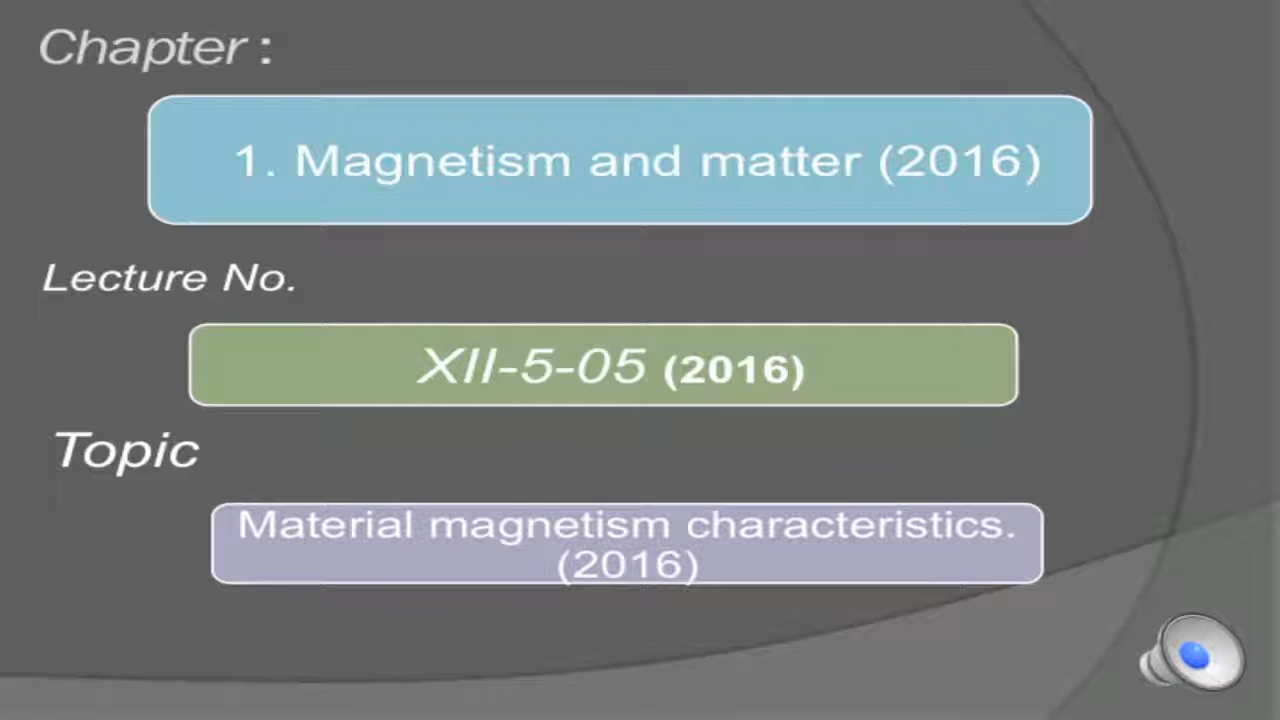 Chapter :
1. Magnetism and matter (2016)
Lecture No.
XII-5-05 (2016)
Topic
Material magnetism characteristics.
(2016)